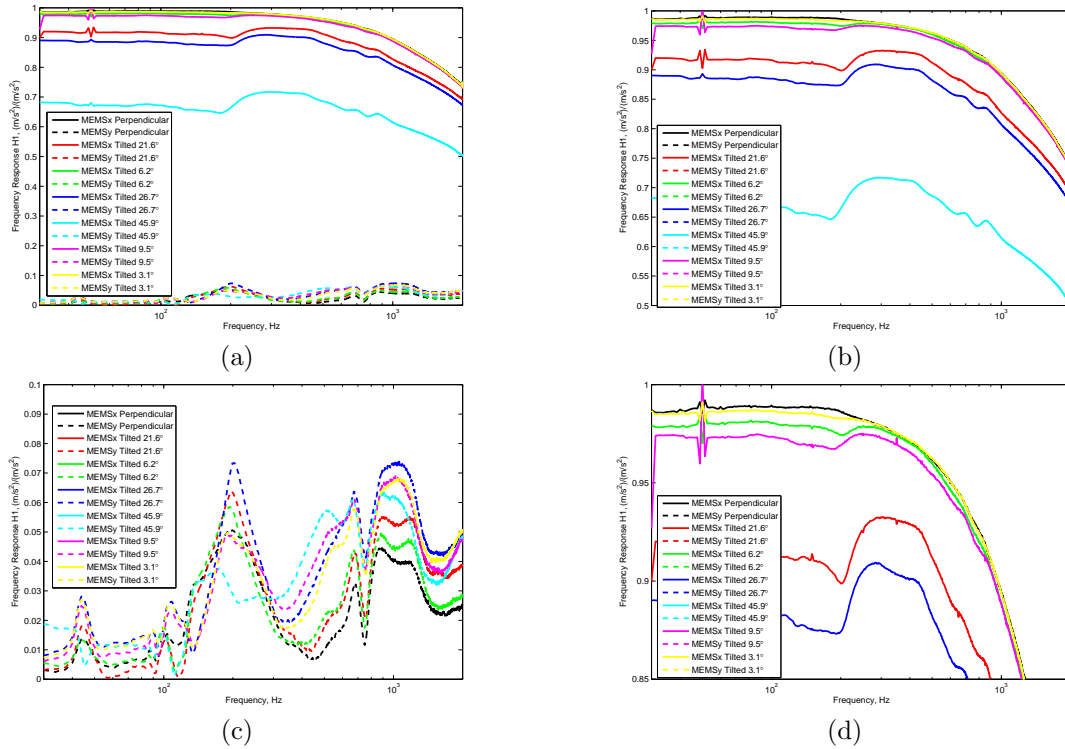 1
0.9
0.8
0.7
0.6
0.5
0.4
0.3
0.2
0.1
0
Frequency Response H1, (m/s²)/(m/s²)
MEMSx Perpendicular
MEMSy Perpendicular
MEMSx Tilted 21.6°
MEMSy Tilted 21.6°
MEMSx Tilted 6.2°
MEMSy Tilted 6.2°
MEMSx Tilted 26.7°
MEMSy Tilted 26.7°
MEMSx Tilted 45.9°
MEMSy Tilted 45.9°
MEMSx Tilted 9.5°
MEMSy Tilted 9.5°
MEMSx Tilted 3.1°
MEMSy Tilted 3.1°
10²
10³
Frequency, Hz
(a)
1
0.95
0.9
0.85
0.8
0.75
0.7
0.65
0.6
0.55
0.5
Frequency Response H1, (m/s²)/(m/s²)
MEMSx Perpendicular
MEMSy Perpendicular
MEMSx Tilted 21.6°
MEMSy Tilted 21.6°
MEMSx Tilted 6.2°
MEMSy Tilted 6.2°
MEMSx Tilted 26.7°
MEMSy Tilted 26.7°
MEMSx Tilted 45.9°
MEMSy Tilted 45.9°
MEMSx Tilted 9.5°
MEMSy Tilted 9.5°
MEMSx Tilted 3.1°
MEMSy Tilted 3.1°
10²
10³
Frequency, Hz
(b)
0.1
0.09
0.08
0.07
0.06
0.05
0.04
0.03
0.02
0.01
0
Frequency Response H1, (m/s²)/(m/s²)
MEMSx Perpendicular
MEMSy Perpendicular
MEMSx Tilted 21.6°
MEMSy Tilted 21.6°
MEMSx Tilted 6.2°
MEMSy Tilted 6.2°
MEMSx Tilted 26.7°
MEMSy Tilted 26.7°
MEMSx Tilted 45.9°
MEMSy Tilted 45.9°
MEMSx Tilted 9.5°
MEMSy Tilted 9.5°
MEMSx Tilted 3.1°
MEMSy Tilted 3.1°
10²
10³
Frequency, Hz
(c)
1
0.95
0.9
0.85
Frequency Response H1, (m/s²)/(m/s²)
MEMSx Perpendicular
MEMSy Perpendicular
MEMSx Tilted 21.6°
MEMSy Tilted 21.6°
MEMSx Tilted 6.2°
MEMSy Tilted 6.2°
MEMSx Tilted 26.7°
MEMSy Tilted 26.7°
MEMSx Tilted 45.9°
MEMSy Tilted 45.9°
MEMSx Tilted 9.5°
MEMSy Tilted 9.5°
MEMSx Tilted 3.1°
MEMSy Tilted 3.1°
10²
10³
Frequency, Hz
(d)